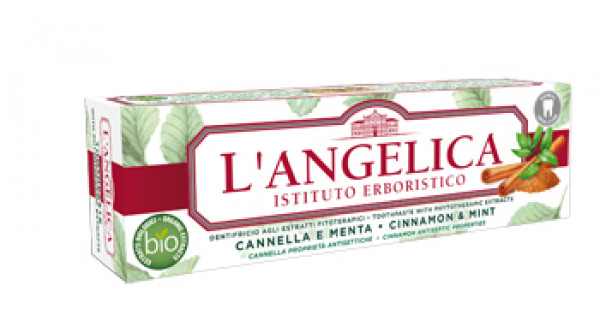 L'ANGELICA
ISTITUTO ERBORISTICO
DENTIFRICIO AGLI ESTRATTI FITOTERAPICI • TOOTHPASTE WITH PHYTOTHERAPIC EXTRACTS
CANNELLA E MENTA • CINNAMON & MINT
CANNELLA PROPRIETÀ ANTISETTICHE / CINNAMON ANTISEPTIC PROPERTIES
bio
L'ANGELICA